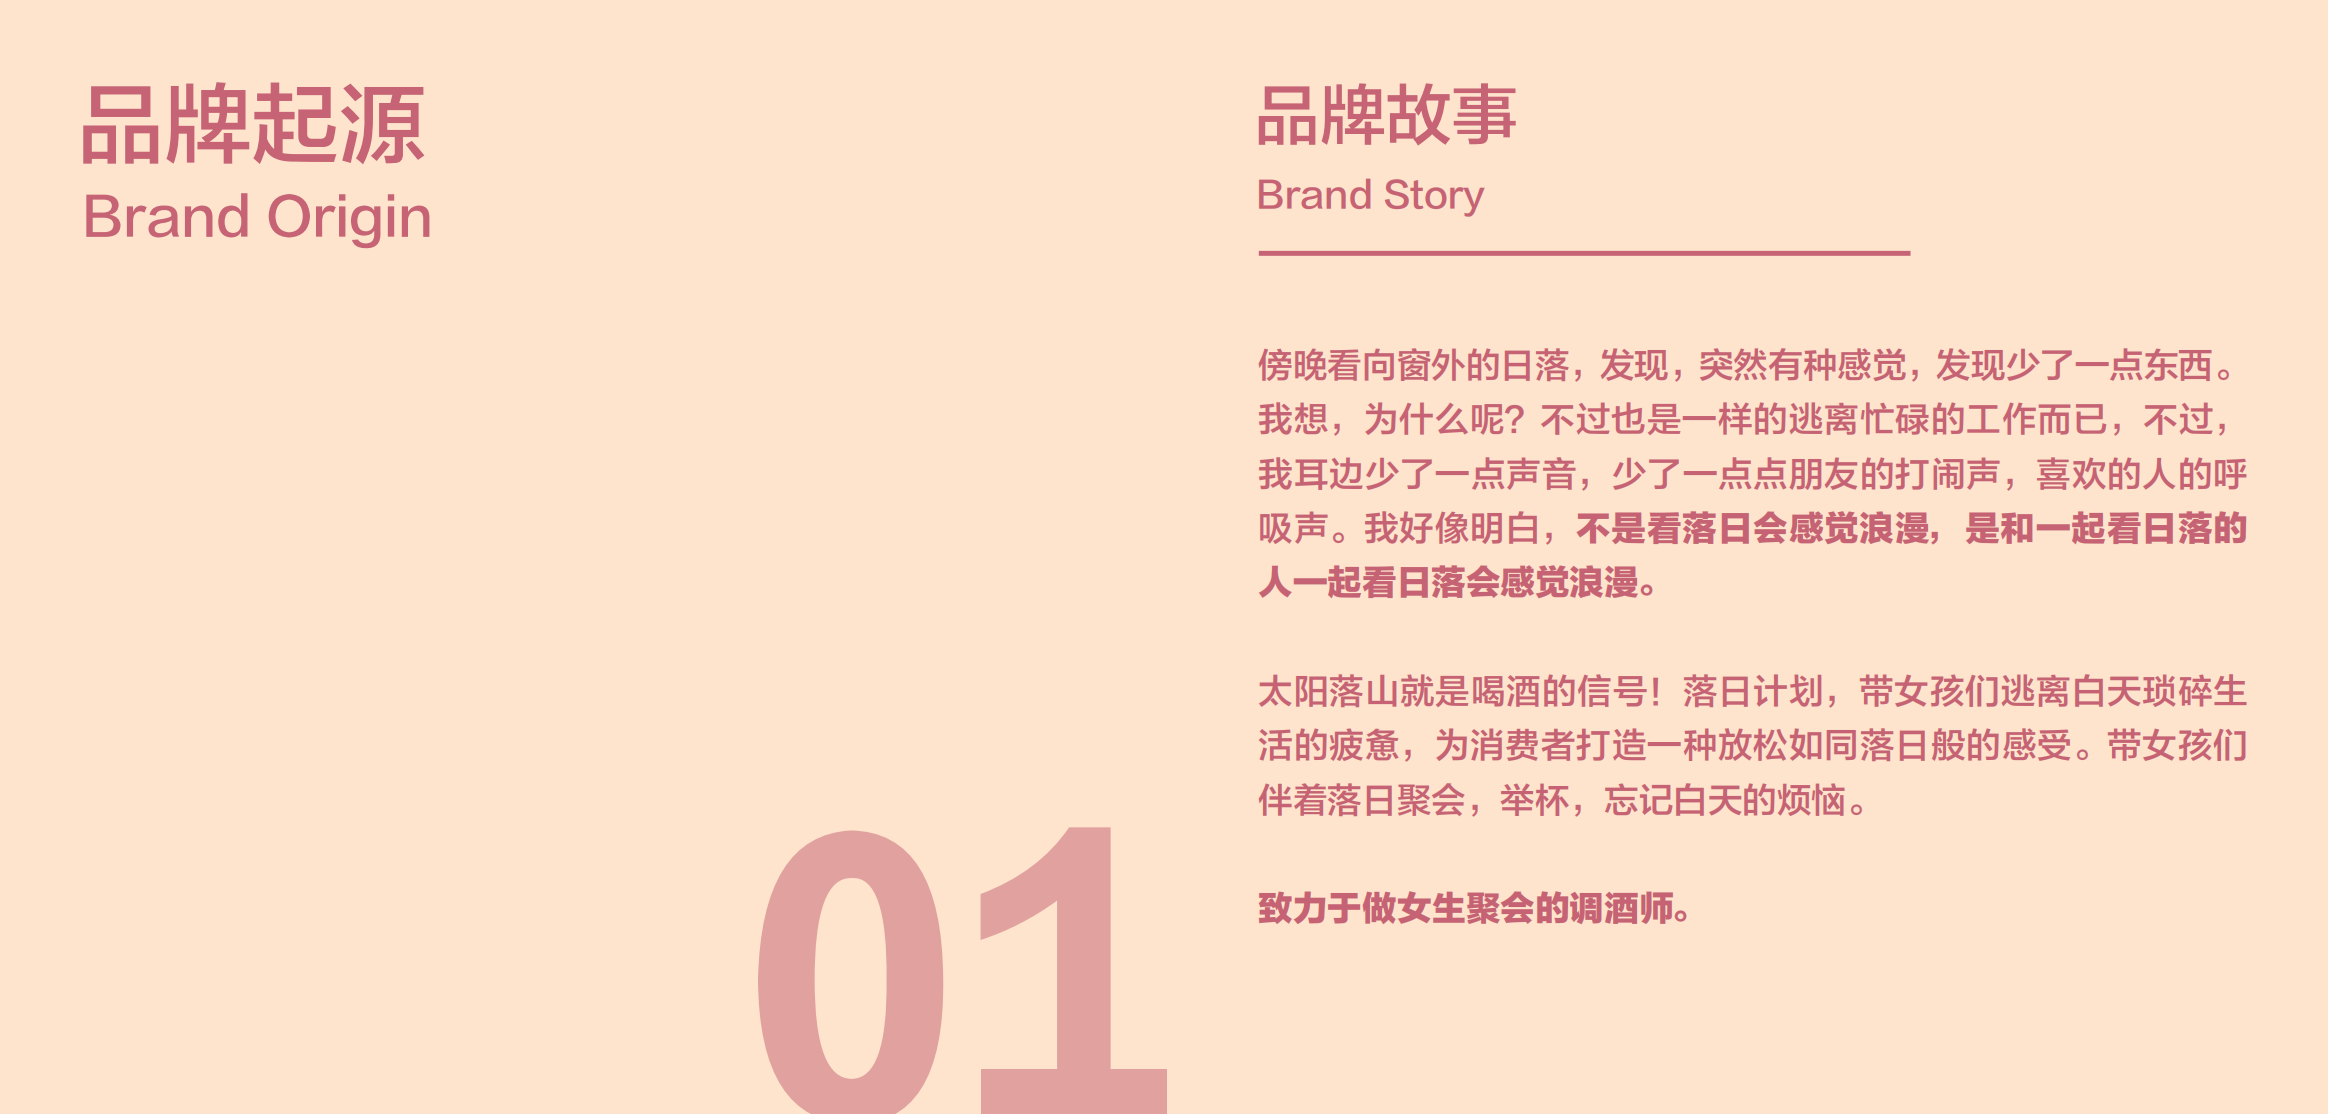 品牌起源
Brand Origin
01
品牌故事
Brand Story
傍晚看向窗外的日落，发现，突然有种感觉，发现少了一点东西。
我想，为什么呢？不过也是一样的逃离忙碌的工作而已，不过，
我耳边少了一点声音，少了一点点朋友的打闹声，喜欢的人的呼
吸声。我好像明白，不是看落日会感觉浪漫，是和一起看日落的
人一起看日落会感觉浪漫。
太阳落山就是喝酒的信号！落日计划，带女孩们逃离白天琐碎生
活的疲惫，为消费者打造一种放松如同落日般的感受。带女孩们
伴着落日聚会，举杯，忘记白天的烦恼。
致力于做女生聚会的调酒师。